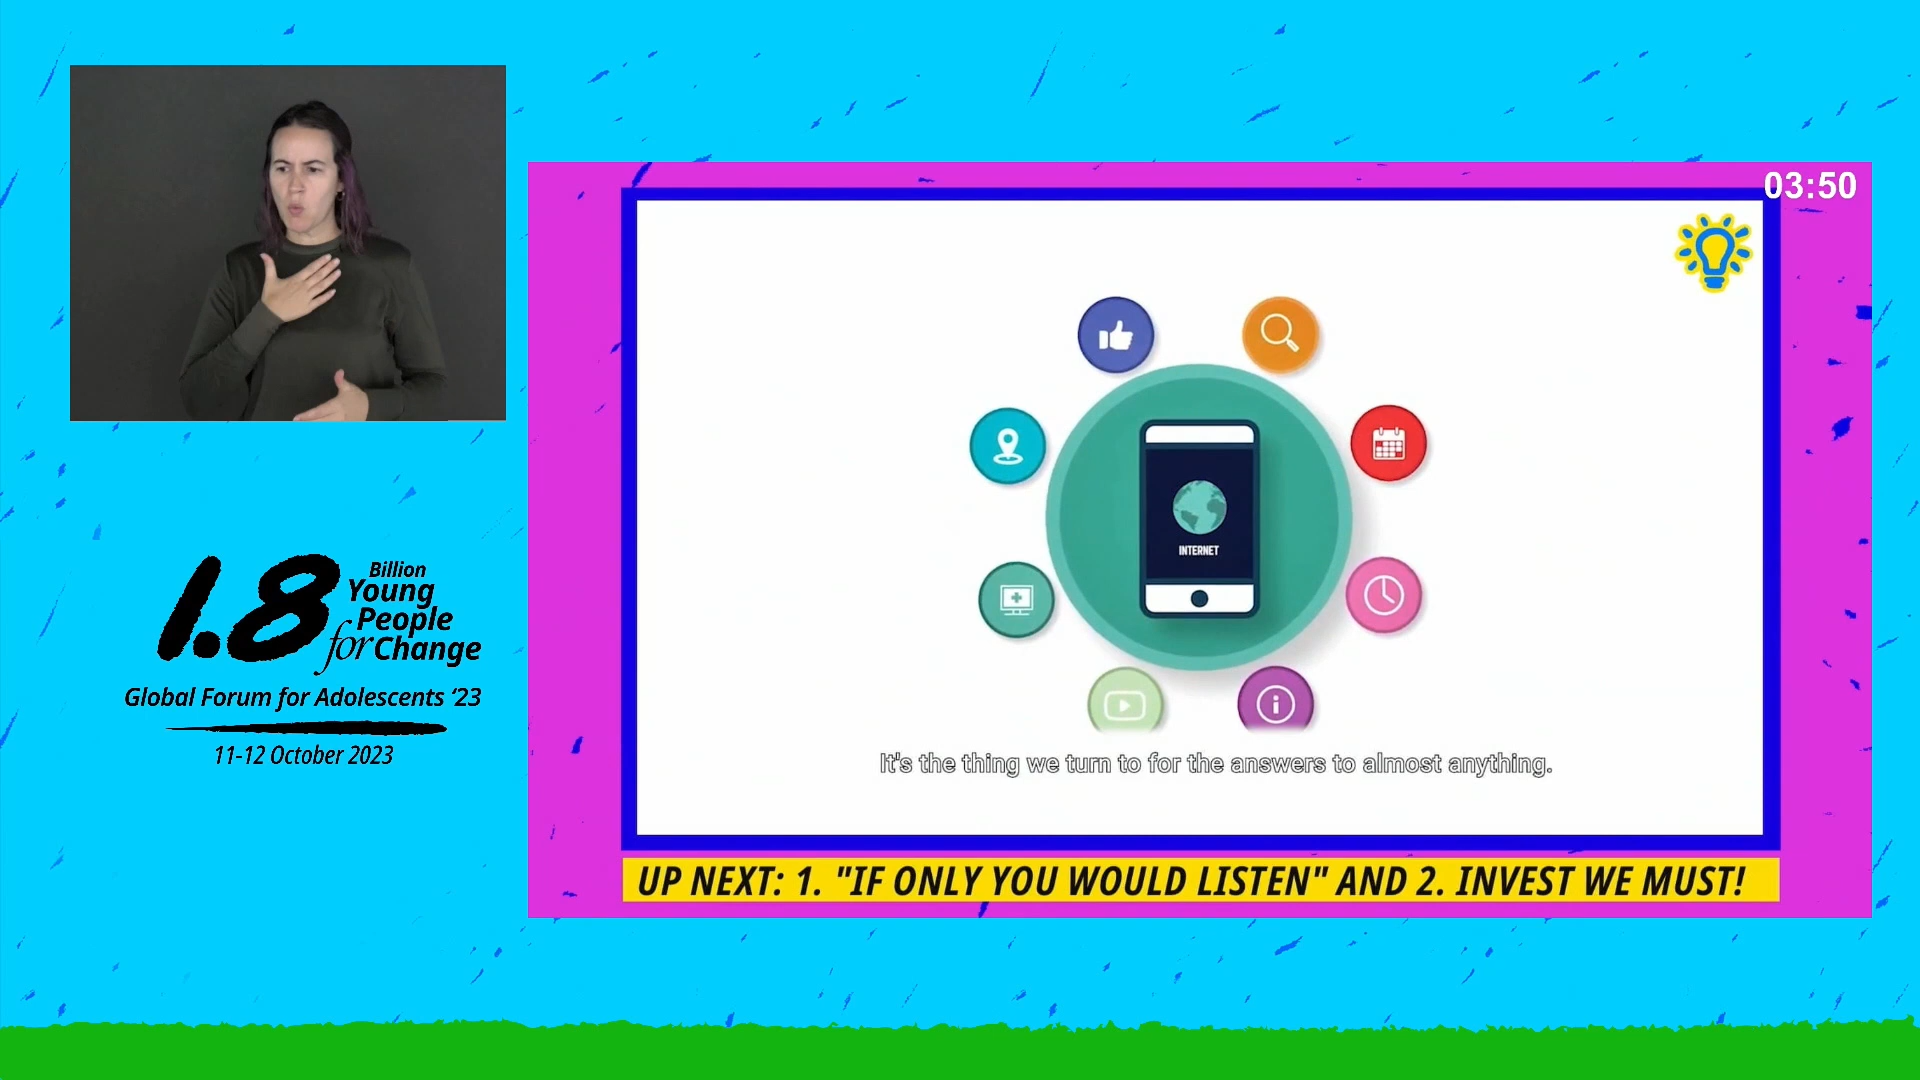 03:50
INTERNET
It's the thing we turn to for the answers to almost anything.
1.8 Billion
Young
People
for Change
Global Forum for Adolescents ‘23
11-12 October 2023
UP NEXT: 1. "IF ONLY YOU WOULD LISTEN" AND 2. INVEST WE MUST!